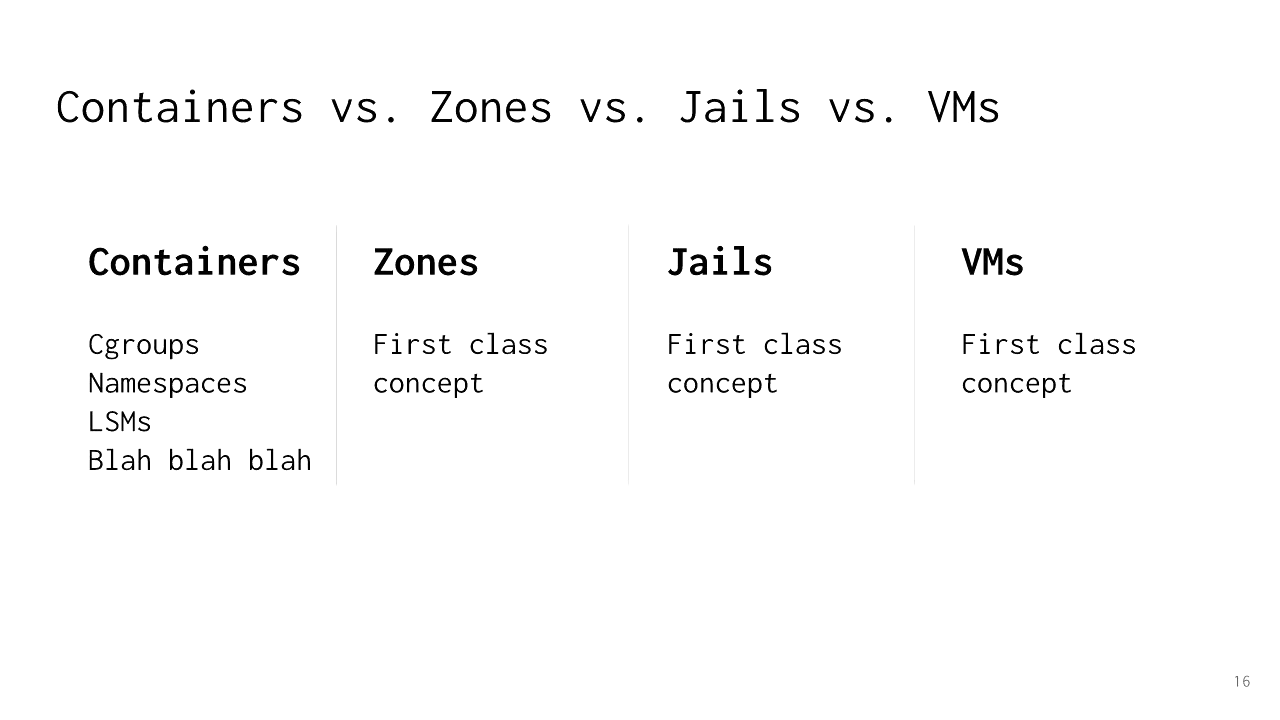 Containers vs. Zones vs. Jails vs. VMs
Containers
Cgroups
Namespaces
LSMs
Blah blah blah
Zones
First class
concept
Jails
First class
concept
VMs
First class
concept
16